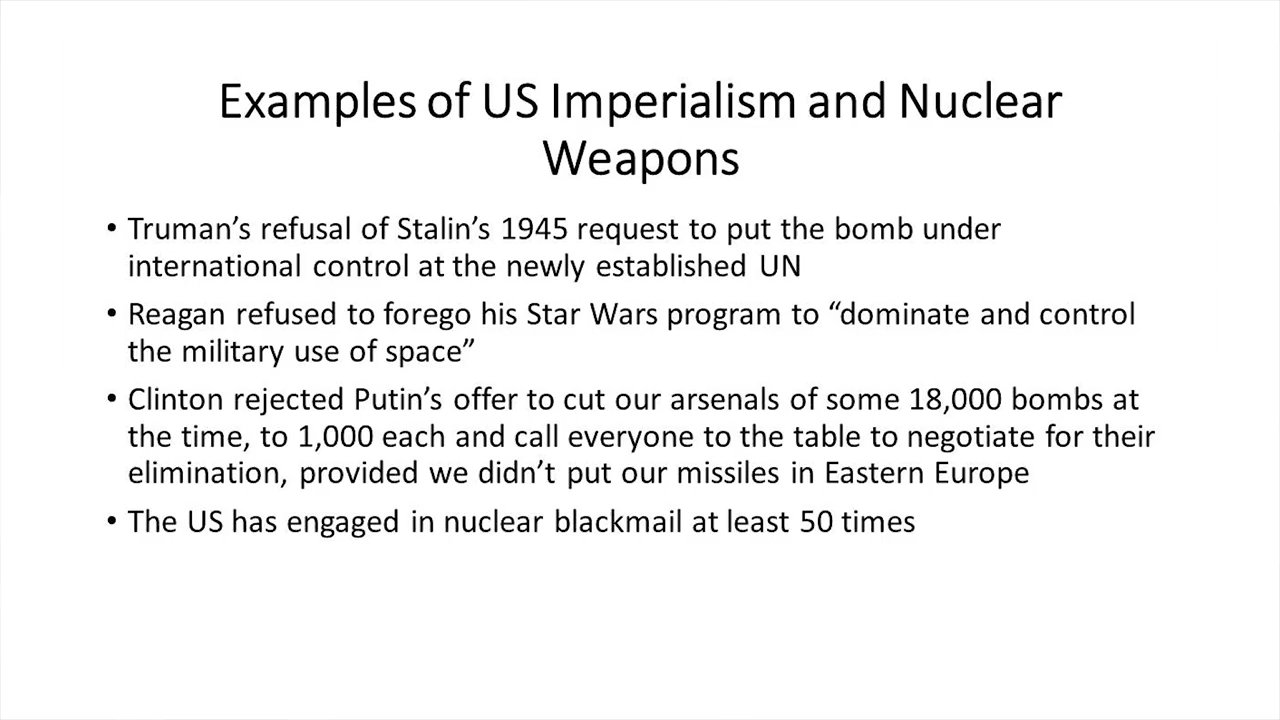 Examples of US Imperialism and Nuclear
Weapons
• Truman’s refusal of Stalin’s 1945 request to put the bomb under
international control at the newly established UN
• Reagan refused to forego his Star Wars program to “dominate and control
the military use of space”
• Clinton rejected Putin’s offer to cut our arsenals of some 18,000 bombs at
the time, to 1,000 each and call everyone to the table to negotiate for their
elimination, provided we didn’t put our missiles in Eastern Europe
• The US has engaged in nuclear blackmail at least 50 times